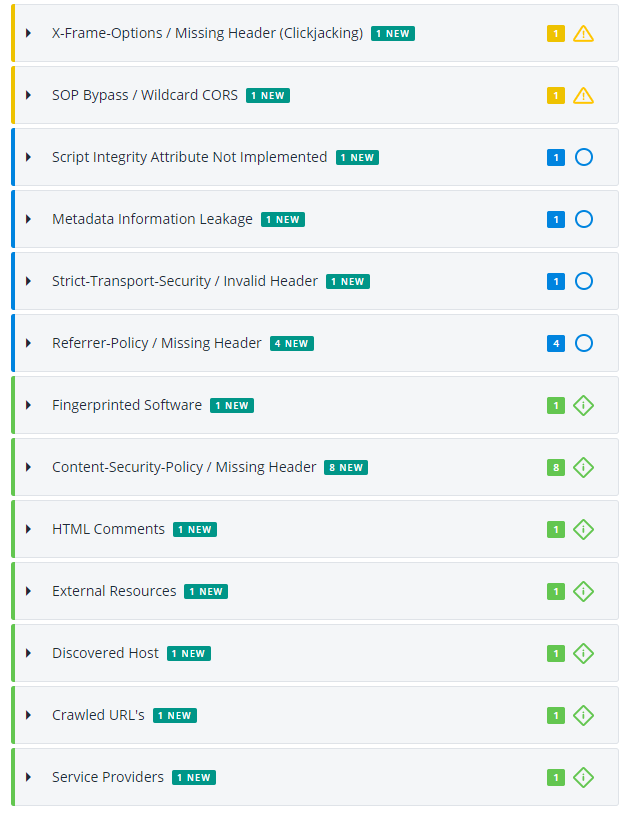 X-Frame-Options / Missing Header (Clickjacking) 1 NEW 1
SOP Bypass / Wildcard CORS 1 NEW 1
Script Integrity Attribute Not Implemented 1 NEW 1
Metadata Information Leakage 1 NEW 1
Strict-Transport-Security / Invalid Header 1 NEW 1
Referrer-Policy / Missing Header 4 NEW 4
Fingerprinted Software 1 NEW 1
Content-Security-Policy / Missing Header 8 NEW 8
HTML Comments 1 NEW 1
External Resources 1 NEW 1
Discovered Host 1 NEW 1
Crawled URL's 1 NEW 1
Service Providers 1 NEW 1